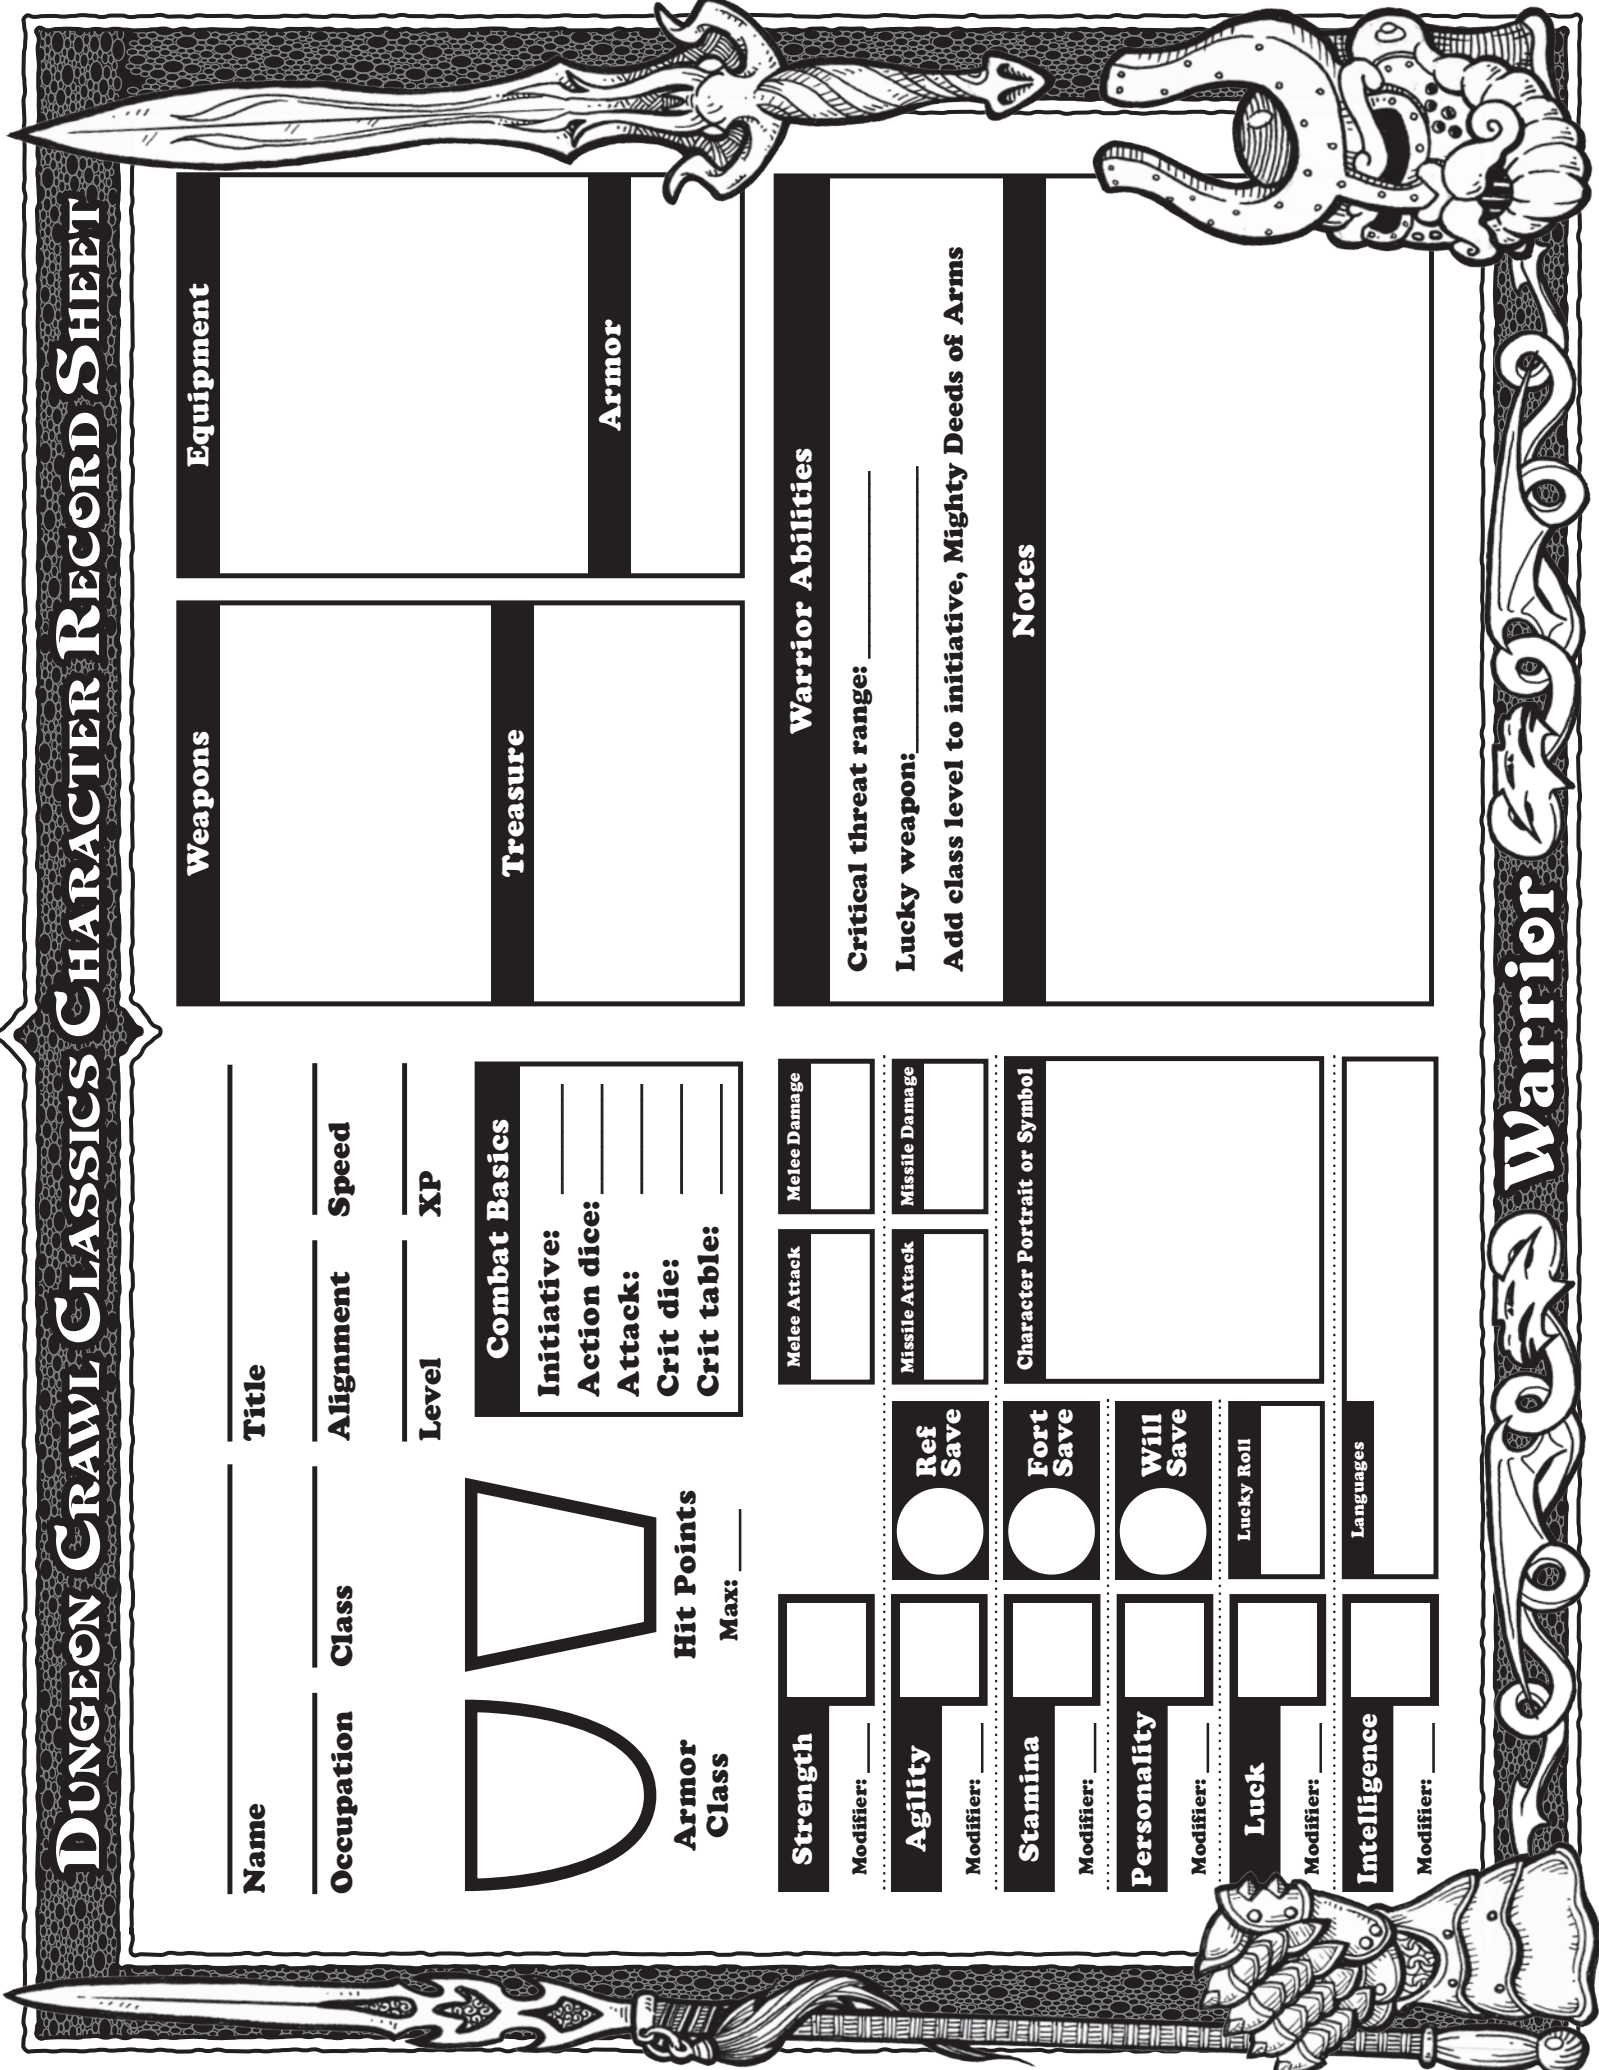 Dungeon Crawl Classics Character Record Sheet
Name
Title
Occupation
Class
Alignment
Speed
Level
XP
Armor
Class
Hit Points
Max:
Combat Basics
Initiative:
Action dice:
Attack:
Crit die:
Crit table:
Strength
Modifier:
Melee Attack
Melee Damage
Agility
Modifier:
Ref
Save
Missile Attack
Missile Damage
Stamina
Modifier:
Fort
Save
Character Portrait or Symbol
Personality
Modifier:
Will
Save
Luck
Modifier:
Lucky Roll
Intelligence
Modifier:
Languages
Weapons
Treasure
Equipment
Armor
Warrior Abilities
Critical threat range:
Lucky weapon:
Add class level to initiative, Mighty Deeds of Arms
Notes
Warrior